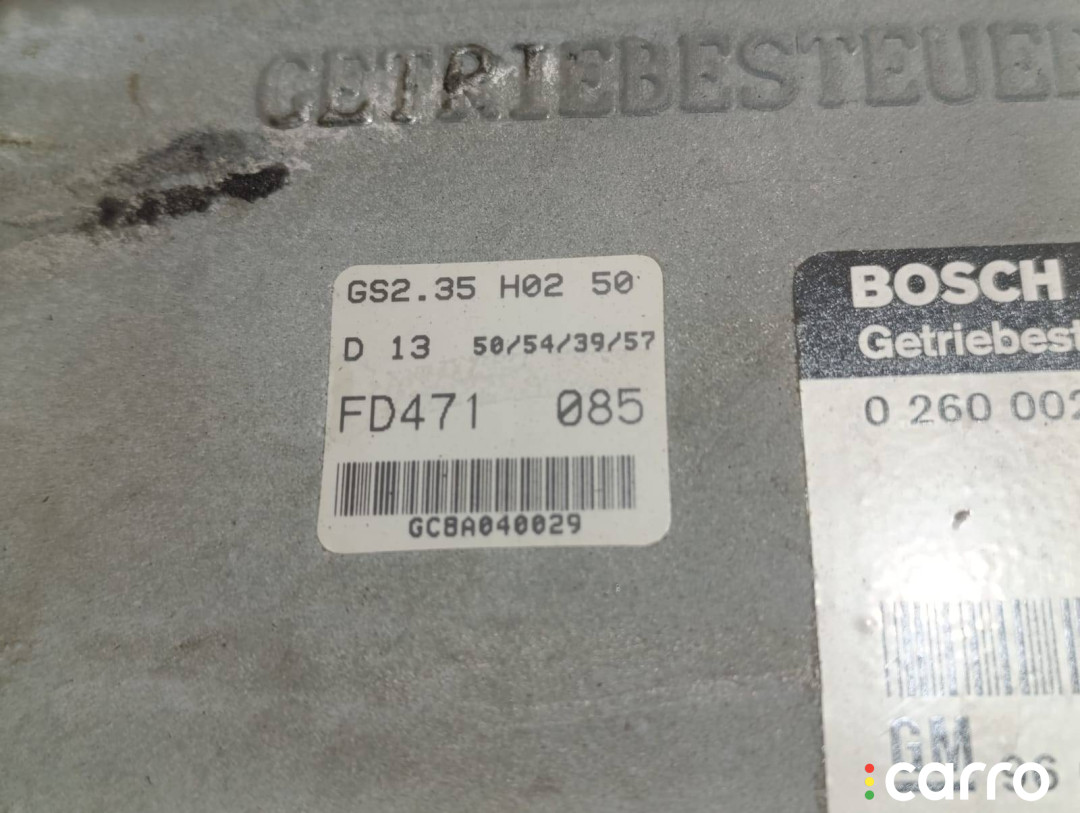 GETRIEBESTEUE
GS2.35 H02 50
D 13 50/54/39/57
FD471 085
GC8A040029
BOSCH
Getriebest
0 260 002
GM 96
carro